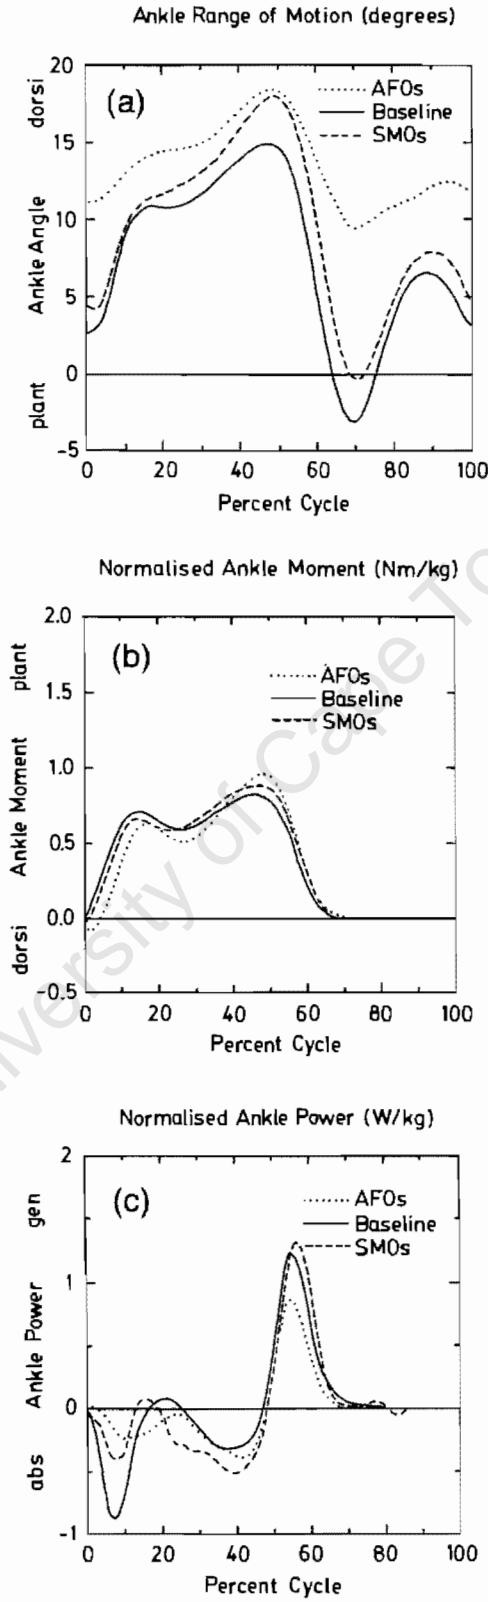 Ankle Range of Motion (degrees)
(a)
AFOs
Baseline
SMOs
dorsi
Ankle Angle
plant
20
15
10
5
0
-5
0 20 40 60 80 100
Percent Cycle
Normalised Ankle Moment (Nm/kg)
(b)
AFOs
Baseline
SMOs
plant
Ankle Moment
dorsi
2.0
1.5
1.0
0.5
0.0
-0.5
0 20 40 60 80 100
Percent Cycle
Normalised Ankle Power (W/kg)
(c)
AFOs
Baseline
SMOs
gen
Ankle Power
abs
2
1
0
-1
0 20 40 60 80 100
Percent Cycle